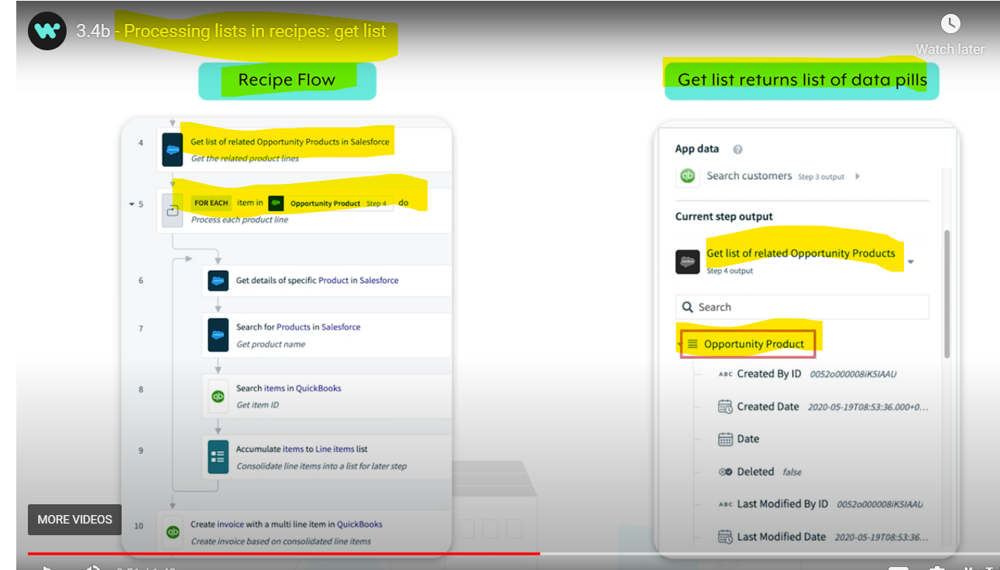 3.4b - Processing lists in recipes: get list
Watch later
Recipe Flow
4
Get list of related Opportunity Products in Salesforce
Get the related product lines
5
FOR EACH item in Opportunity Product Step 4 do
Process each product line
6
Get details of specific Product in Salesforce
7
Search for Products in Salesforce
Get product name
8
qb
Search items in QuickBooks
Get item ID
9
Accumulate items to Line items list
Consolidate line items into a list for later step
10
qb
Create invoice with a multi line item in QuickBooks
Create invoice based on consolidated line items
MORE VIDEOS
Get list returns list of data pills
App data ?
qb
Search customers Step 3 output
Current step output
Get list of related Opportunity Products
Step 4 output
Search
Opportunity Product
ABC Created By ID 0052o000008iK5IAAU
Created Date 2020-05-19T08:53:36.000+0...
Date
Deleted false
ABC Last Modified By ID 0052o000008iK5IAAU
Last Modified Date 2020-05-19T08:53:36...